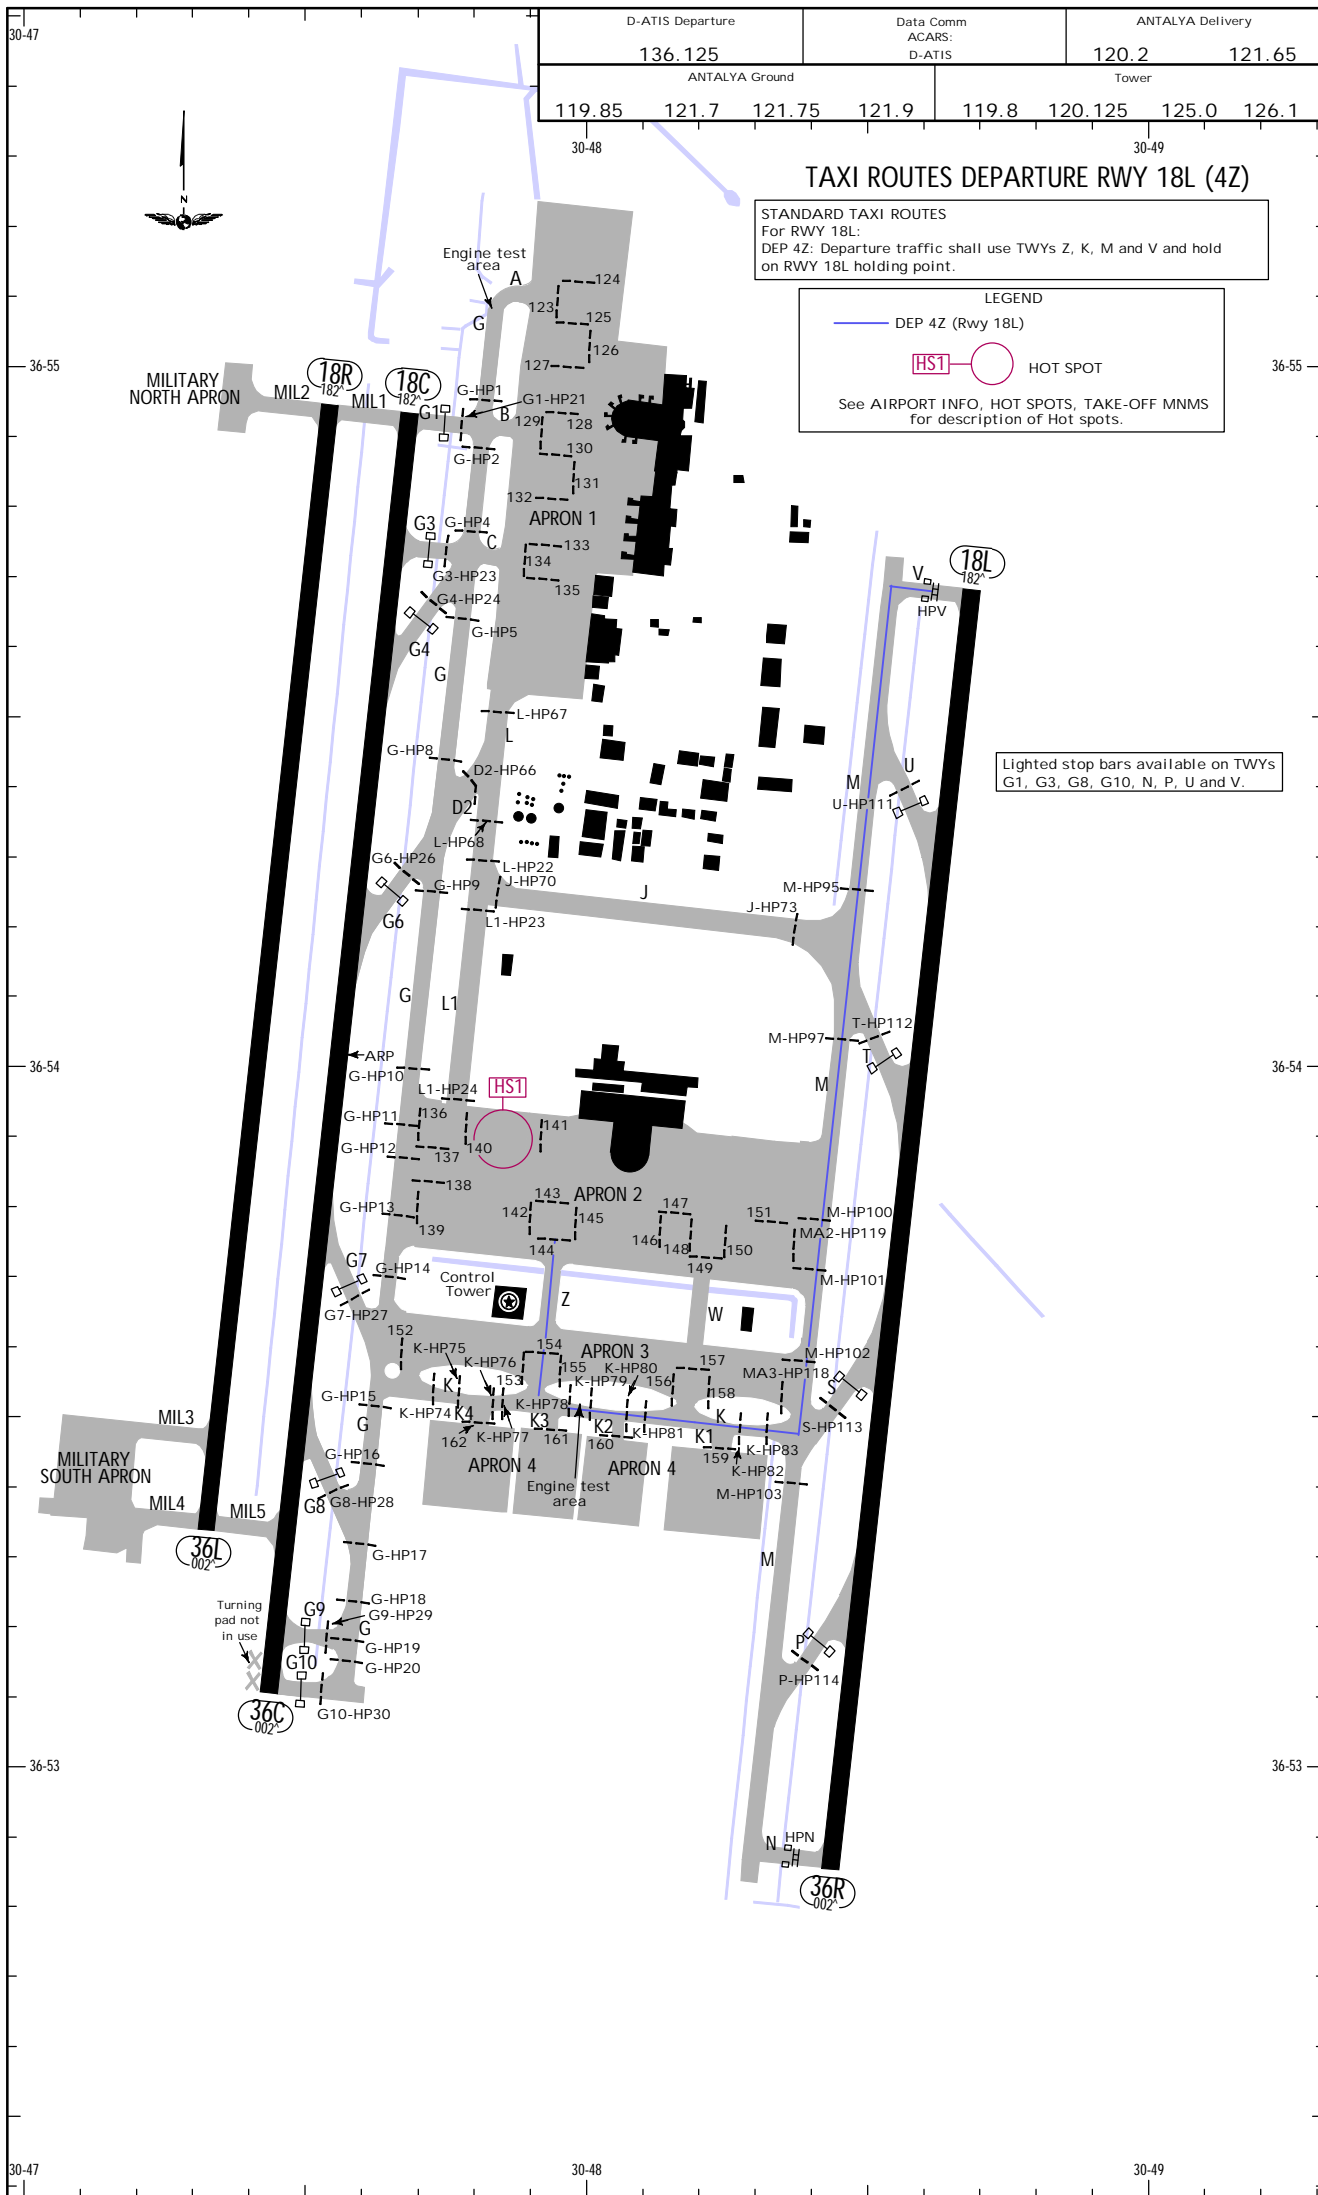 D-ATIS Departure
136.125
Data Comm
ACARS:
D-ATIS
ANTALYA Delivery
120.2 121.65
ANTALYA Ground
119.85 121.7 121.75 121.9
Tower
119.8 120.125 125.0 126.1
30-47
30-48
30-49
TAXI ROUTES DEPARTURE RWY 18L (4Z)
STANDARD TAXI ROUTES
For RWY 18L:
DEP 4Z: Departure traffic shall use TWYs Z, K, M and V and hold
on RWY 18L holding point.
LEGEND
DEP 4Z (Rwy 18L)
HS1
HOT SPOT
See AIRPORT INFO, HOT SPOTS, TAKE-OFF MNMS
for description of Hot spots.
N
Engine test
area
A
G
124
123
125
126
127
36-55
36-55
MILITARY
NORTH APRON
MIL2
18R
182^
MIL1
18C
182^
G1
G-HP1
G1-HP21
B
129
128
G-HP2
130
131
132
APRON 1
G3
G-HP4
C
133
134
135
G3-HP23
G4-HP24
G-HP5
G4
G
V
HPV
18L
182^
L-HP67
L
G-HP8
D2-HP66
D2
L-HP68
M
U
U-HP111
Lighted stop bars available on TWYs
G1, G3, G8, G10, N, P, U and V.
G6-HP26
L-HP22
J-HP70
G-HP9
G6
L1-HP23
J
J-HP73
M-HP95
G
L1
T-HP112
M-HP97
T
M
36-54
36-54
ARP
G-HP10
L1-HP24
HS1
G-HP11
136
141
G-HP12
140
137
138
G-HP13
139
APRON 2
143
142
145
144
147
146
148
149
150
151
M-HP100
MA2-HP119
M-HP101
G7
G-HP14
G7-HP27
Control
Tower
Z
W
152
K-HP75
K-HP76
154
APRON 3
K-HP80
157
M-HP102
MA3-HP118
153
155
K-HP79
156
158
S
K
K-HP78
K
G-HP15
K-HP74
K4
K3
K2
K1
S-HP113
G
162
K-HP77
161
160
K-HP81
159
K-HP83
K-HP82
M-HP103
MIL3
MILITARY
SOUTH APRON
G-HP16
APRON 4
APRON 4
Engine test
area
MIL4
MIL5
G8
G8-HP28
36L
002^
G-HP17
M
G-HP18
G9-HP29
G9
G
G-HP19
G10
G-HP20
Turning
pad not
in use
G10-HP30
36C
002^
P
P-HP114
36-53
36-53
N
HPN
36R
002^
30-47
30-48
30-49